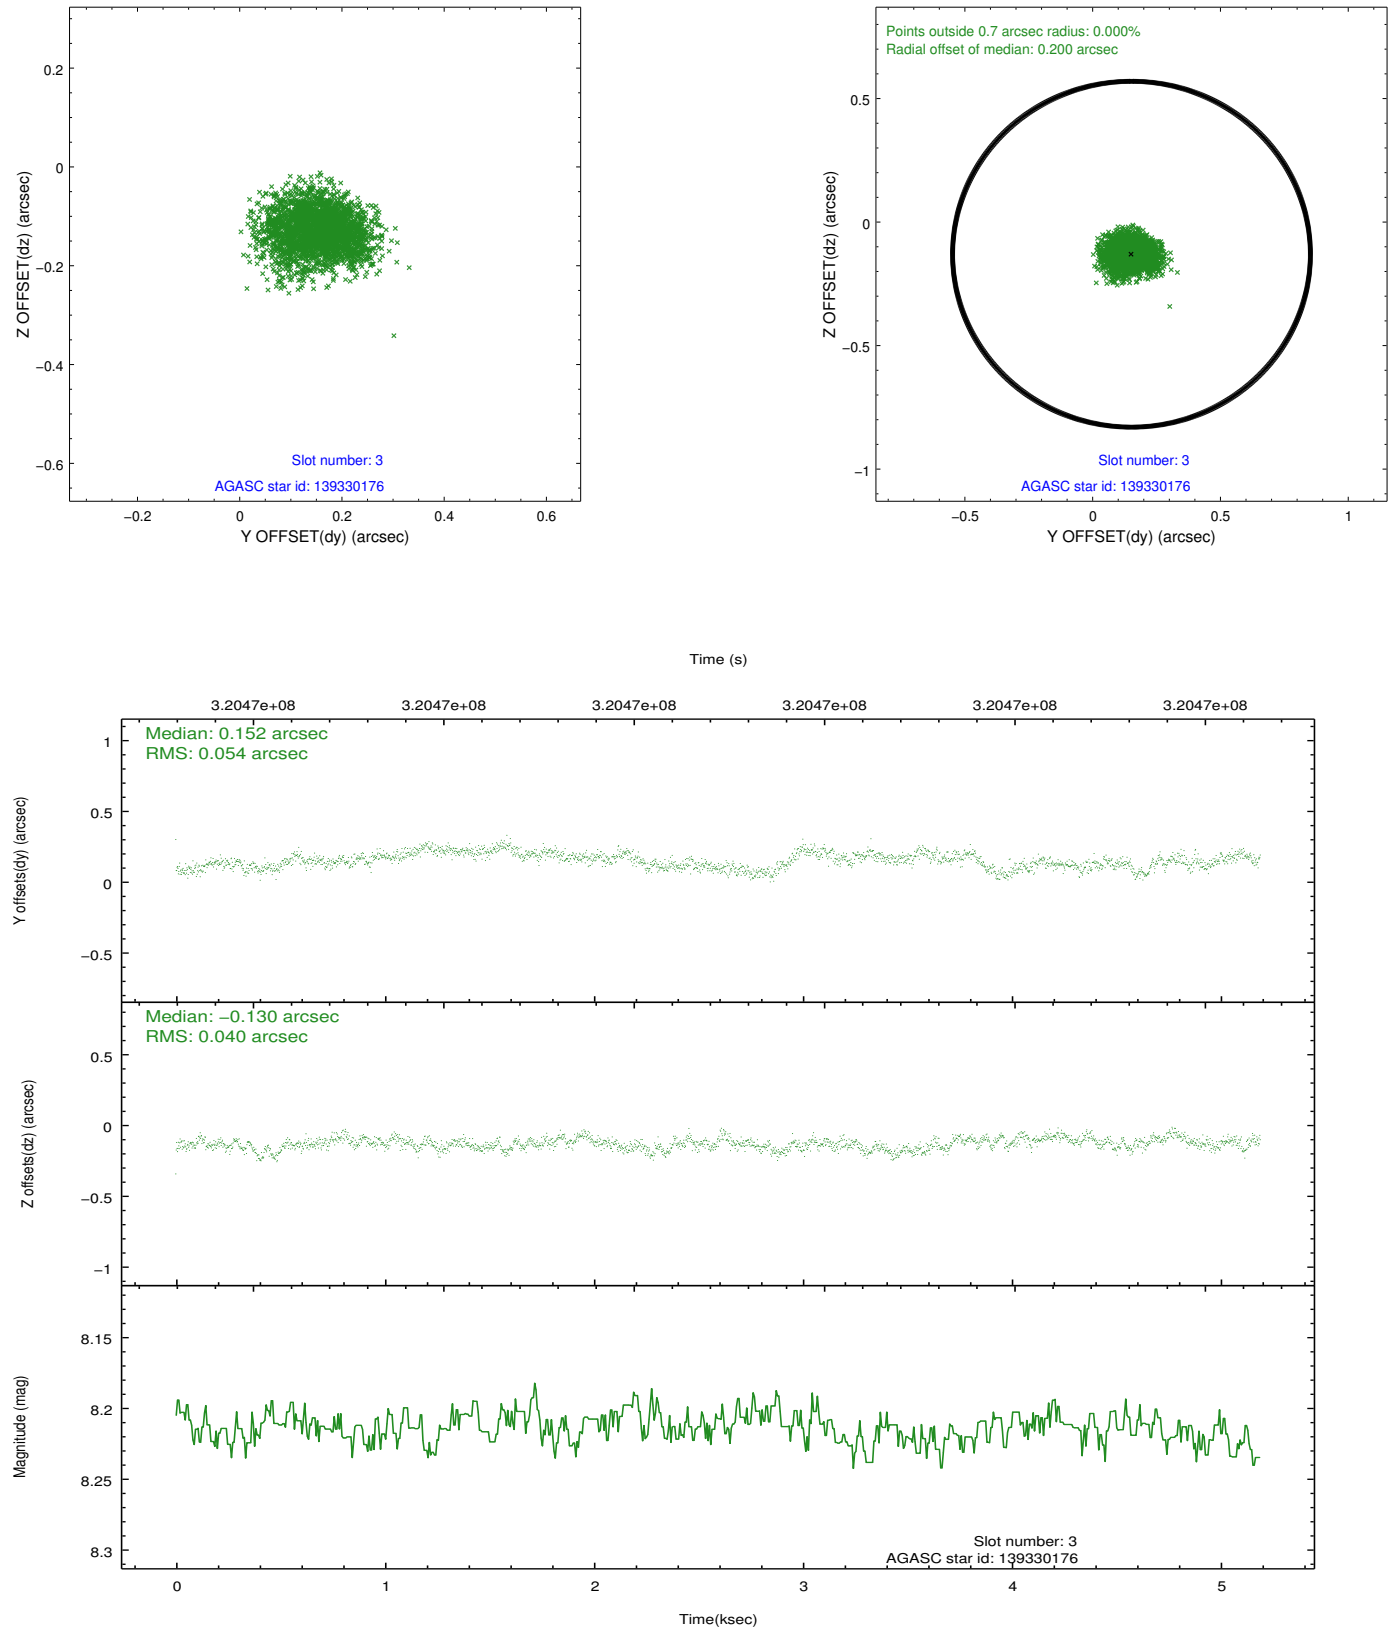 0.2
0
−0.2
−0.4
−0.6
Z OFFSET(dz) (arcsec)
Slot number: 3
AGASC star id: 139330176
−0.2 0 0.2 0.4 0.6
Y OFFSET(dy) (arcsec)
Points outside 0.7 arcsec radius: 0.000%
Radial offset of median: 0.200 arcsec
0.5
0
−0.5
−1
Z OFFSET(dz) (arcsec)
Slot number: 3
AGASC star id: 139330176
−0.5 0 0.5 1
Y OFFSET(dy) (arcsec)
Time (s)
3.2047e+08 3.2047e+08 3.2047e+08 3.2047e+08 3.2047e+08 3.2047e+08
Median: 0.152 arcsec
RMS: 0.054 arcsec
1
0.5
0
−0.5
Y offsets(dy) (arcsec)
Median: −0.130 arcsec
RMS: 0.040 arcsec
0.5
0
−0.5
−1
Z offsets(dz) (arcsec)
8.15
8.2
8.25
8.3
Magnitude (mag)
Slot number: 3
AGASC star id: 139330176
0 1 2 3 4 5
Time(ksec)